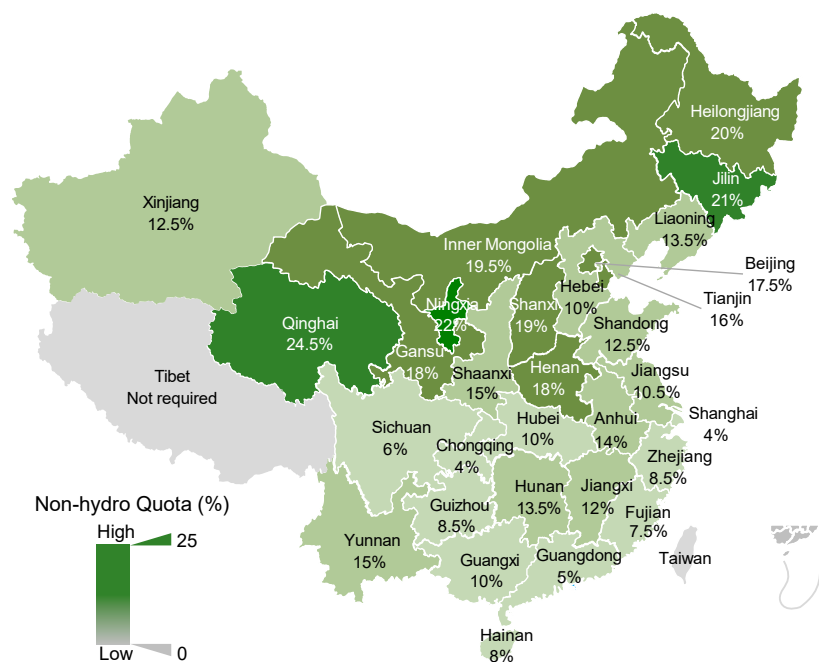 Heilongjiang
20%
Jilin
21%
Xinjiang
12.5%
Liaoning
13.5%
Inner Mongolia
19.5%
Beijing
17.5%
Hebei
10%
Tianjin
16%
Ningxia
22%
Shanxi
19%
Qinghai
24.5%
Shandong
12.5%
Gansu
18%
Shaanxi
15%
Henan
18%
Jiangsu
10.5%
Tibet
Not required
Shanghai
4%
Anhui
14%
Hubei
10%
Sichuan
6%
Chongqing
4%
Zhejiang
8.5%
Hunan
13.5%
Jiangxi
12%
Guizhou
8.5%
Fujian
7.5%
Yunnan
15%
Guangxi
10%
Guangdong
5%
Taiwan
Hainan
8%
Non-hydro Quota (%)
High
25
Low
0